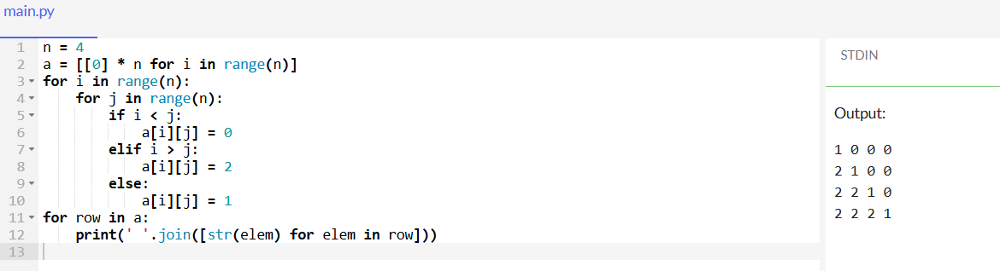 main.py
1 n = 4
2 a = [[0] * n for i in range(n)]
3 for i in range(n):
4     for j in range(n):
5         if i < j:
6             a[i][j] = 0
7         elif i > j:
8             a[i][j] = 2
9         else:
10             a[i][j] = 1
11 for row in a:
12     print(' '.join([str(elem) for elem in row]))
13
STDIN
Output:
1 0 0 0
2 1 0 0
2 2 1 0
2 2 2 1